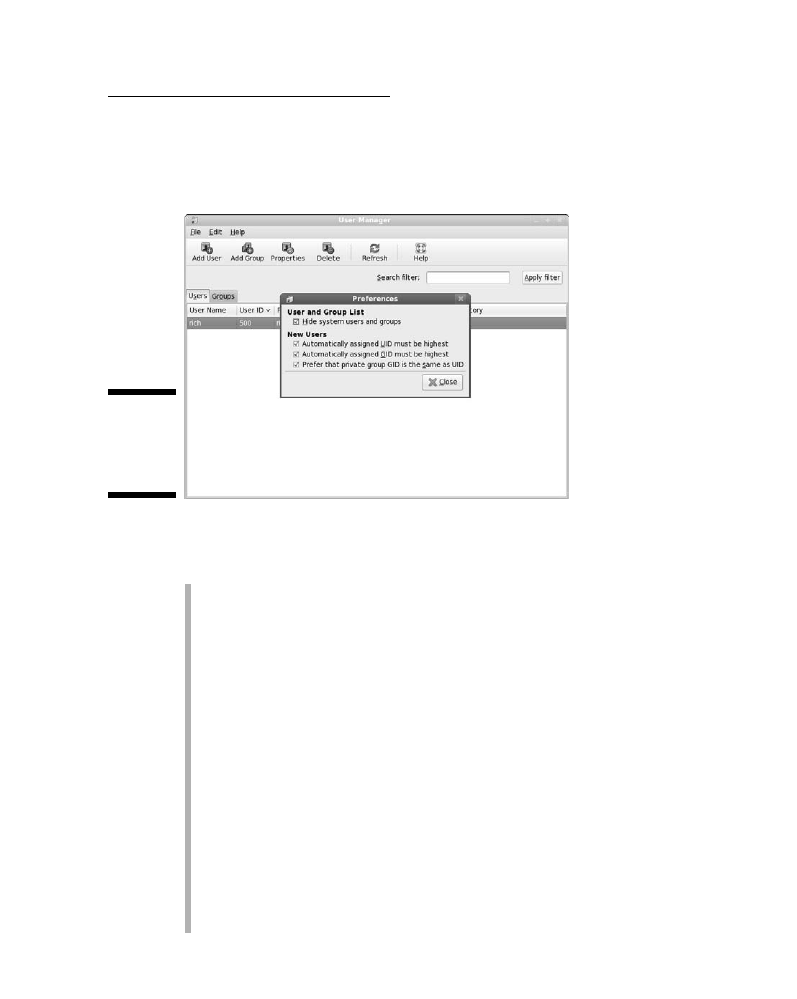 User Manager
File Edit Help
Add User Add Group Properties Delete Refresh Help
Search filter: Apply filter
Users Groups
User Name User ID
rich 500
Preferences
User and Group List
Hide system users and groups
New Users
Automatically assigned UID must be highest
Automatically assigned GID must be highest
Prefer that private group GID is the same as UID
Close